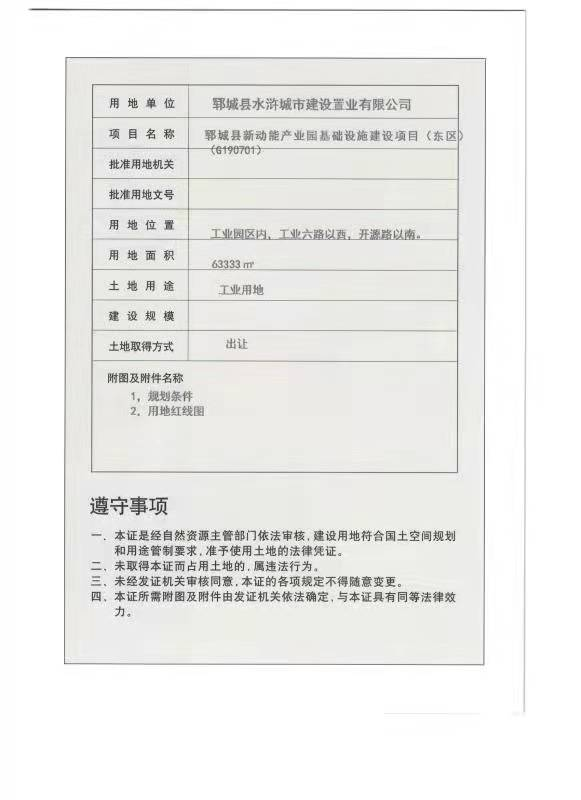 用地单位 郓城县水浒城市建设置业有限公司
项目名称 郓城县新动能产业园基础设施建设项目（东区）
（G190701）
批准用地机关
批准用地文号
用地位置 工业园区内，工业六路以西，开源路以南。
用地面积 63333㎡
土地用途 工业用地
建设规模
土地取得方式 出让
附图及附件名称
1，规划条件
2．用地红线图
遵守事项
一、本证是经自然资源主管部门依法审核，建设用地符合国土空间规划
和用途管制要求，准予使用土地的法律凭证。
二、未取得本证而占用土地的，属违法行为。
三、未经发证机关审核同意，本证的各项规定不得随意变更。
四、本证所需附图及附件由发证机关依法确定，与本证具有同等法律效
力。